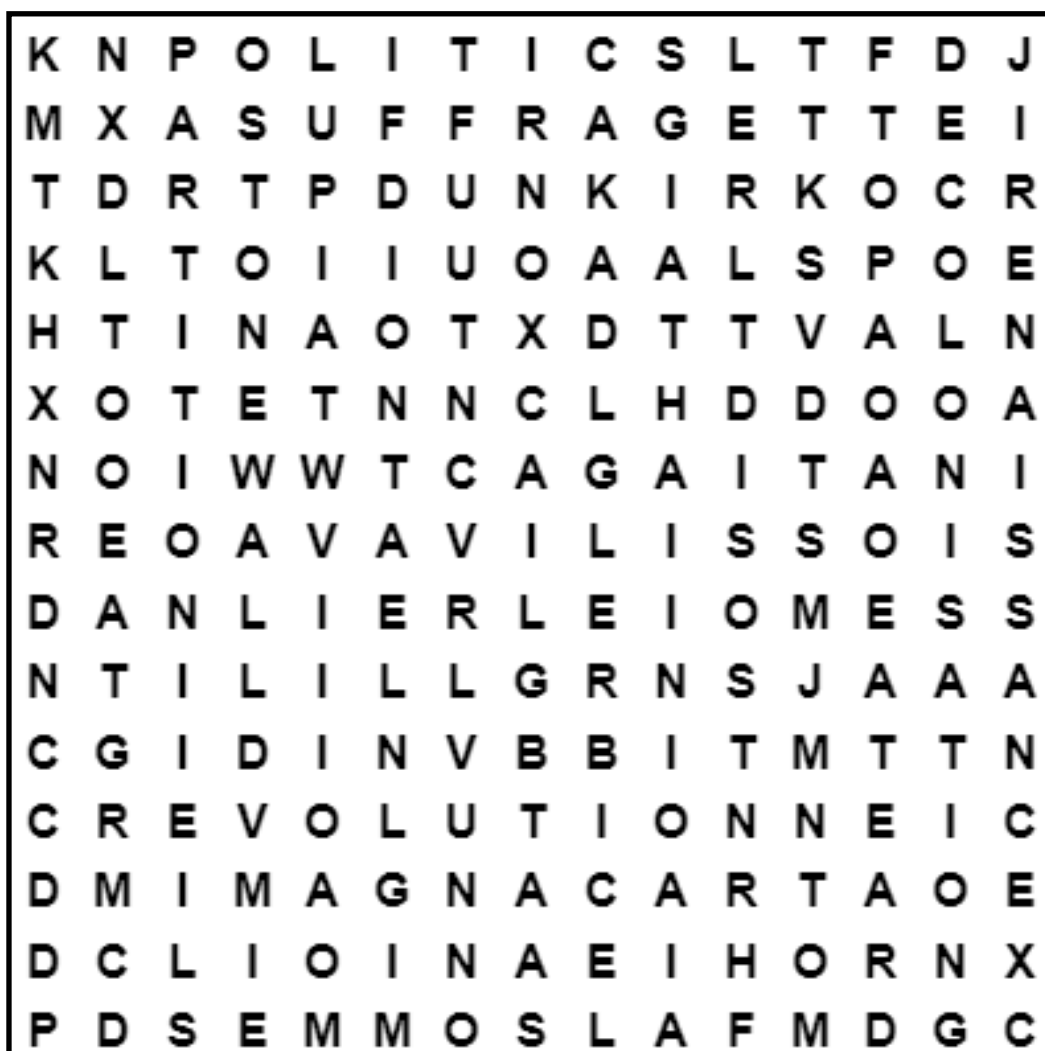 K N P O L I T I C S L T F D J
M X A S U F F R A G E T T E I
T D R T P D U N K I R K O C R
K L T O I I U O A A L S P O E
H T I N A O T X D T T V A L N
X O T E T N N C L H D D O O A
N O I W W T C A G A I T A N I
R E O A V A V I L I S S O I S
D A N L I E R L E I O M E S S
N T I L I L L G R N S J A A A
C G I D I N V B B I T M T T N
C R E V O L U T I O N N E I C
D M I M A G N A C A R T A O E
D C L I O I N A E I H O R N X
P D S E M M O S L A F M D G C